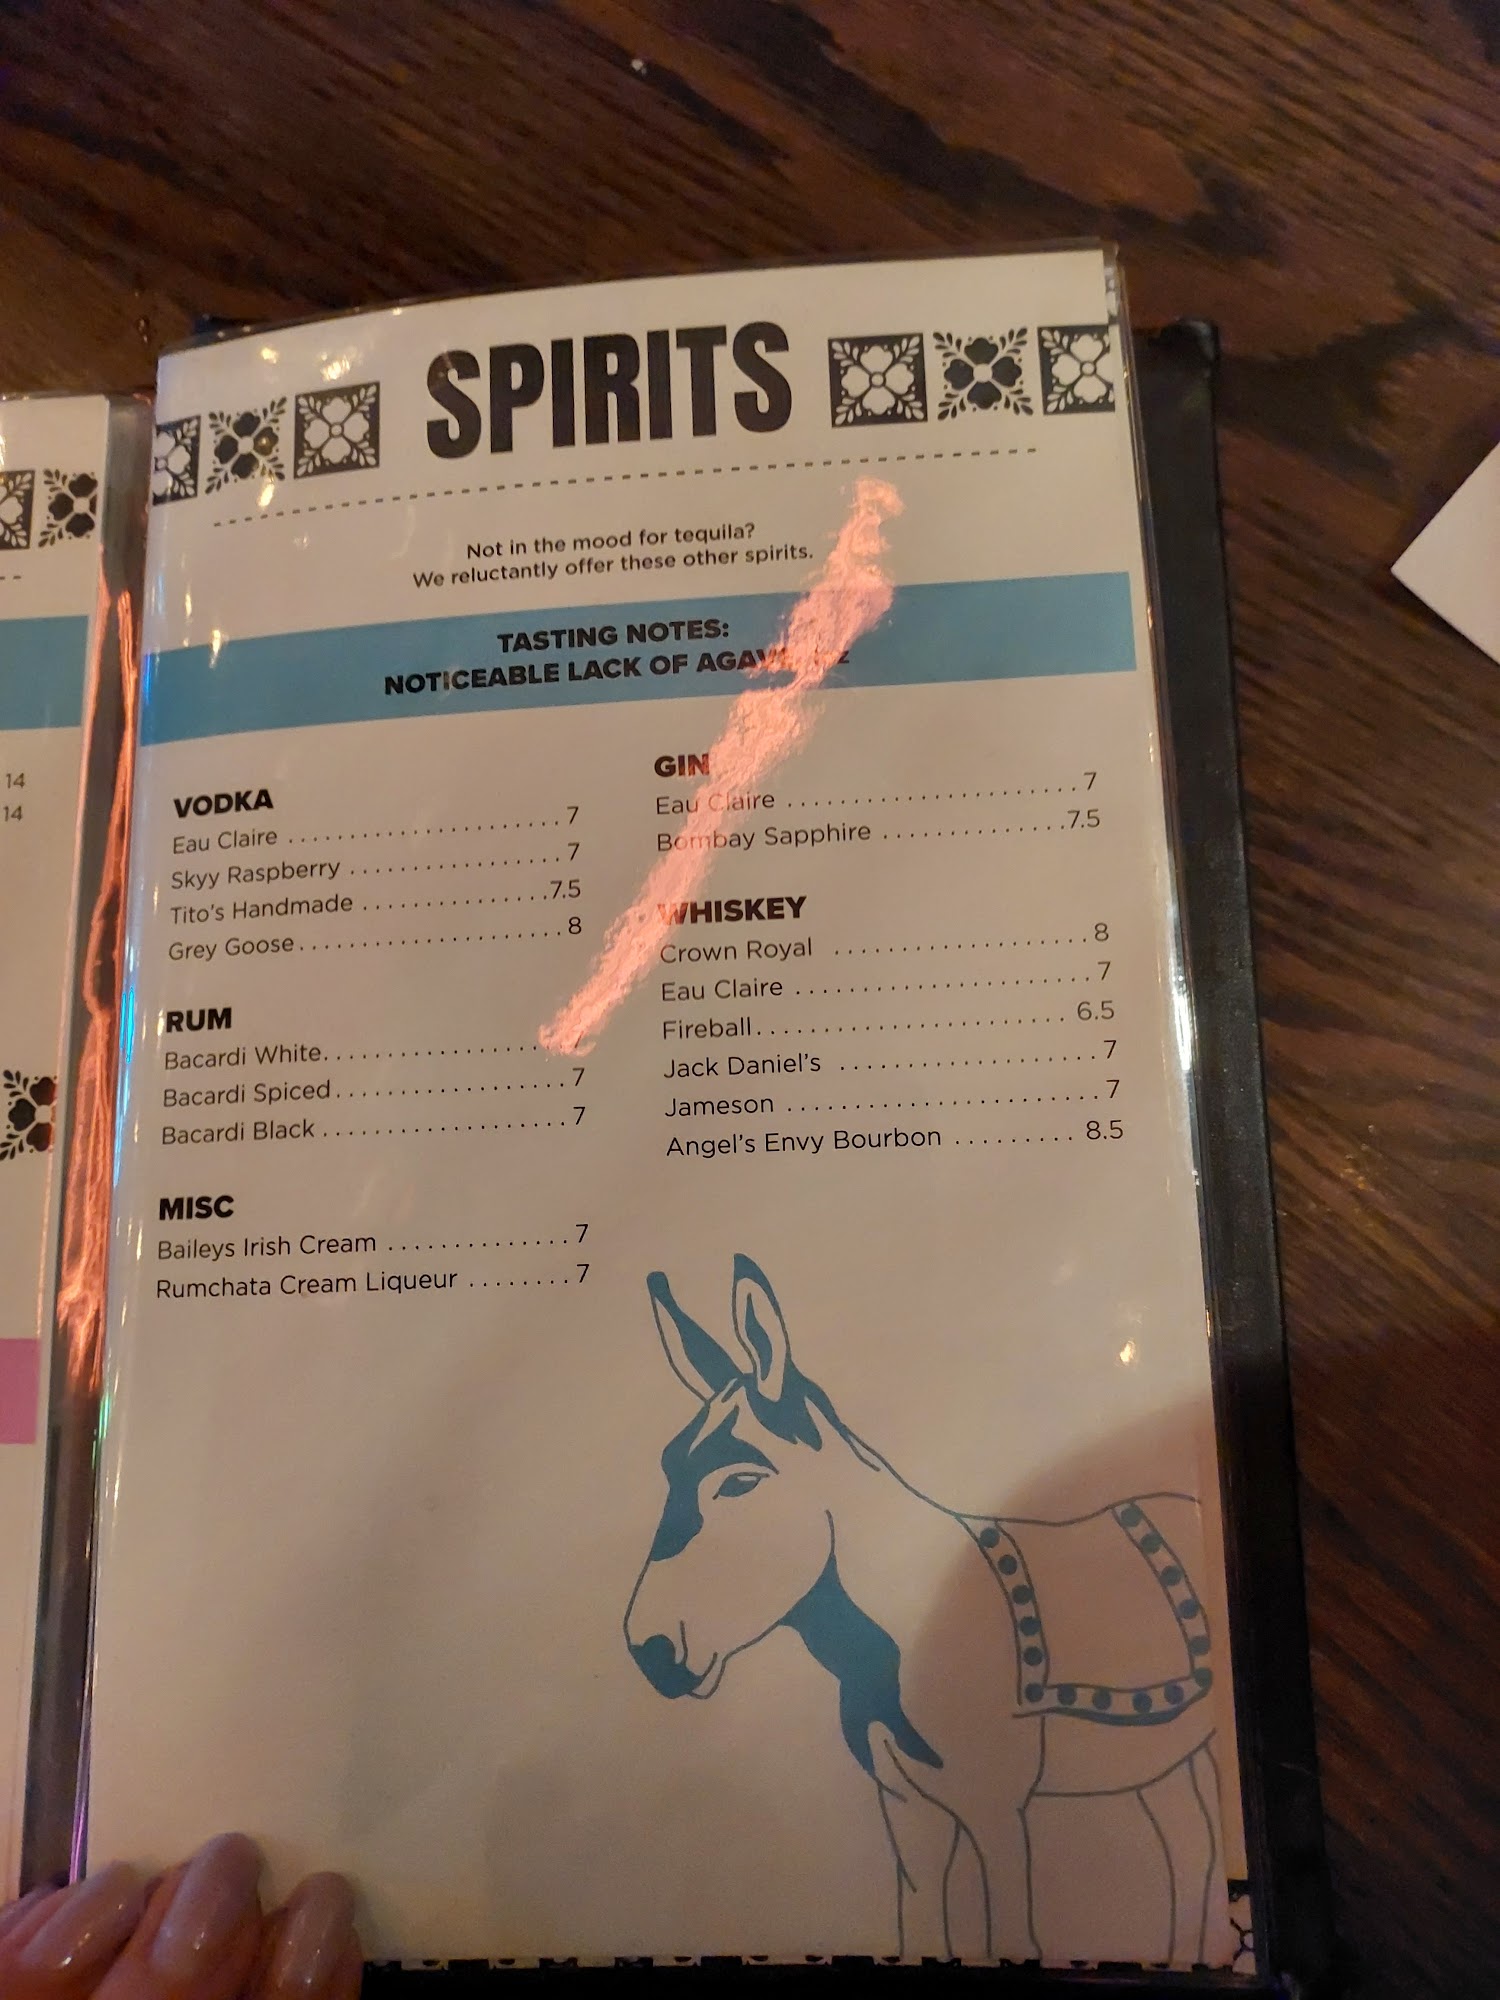 SPIRITS
Not in the mood for tequila?
We reluctantly offer these other spirits.
TASTING NOTES:
NOTICEABLE LACK OF
VODKA
Eau Claire ...................... 7
Skyy Raspberry ................ 7
Tito's Handmade ..............7.5
Grey Goose.................... 8
RUM
Bacardi White..................
Bacardi Spiced.................. 7
Bacardi Black................... 7
MISC
Baileys Irish Cream .............. 7
Rumchata Cream Liqueur ........ 7
GIN
Eau Claire ...................... 7
Bombay Sapphire ..............7.5
WHISKEY
Crown Royal ................... 8
Eau Claire ...................... 7
Fireball....................... 6.5
Jack Daniel's ................... 7
Jameson ....................... 7
Angel's Envy Bourbon ......... 8.5
14
14